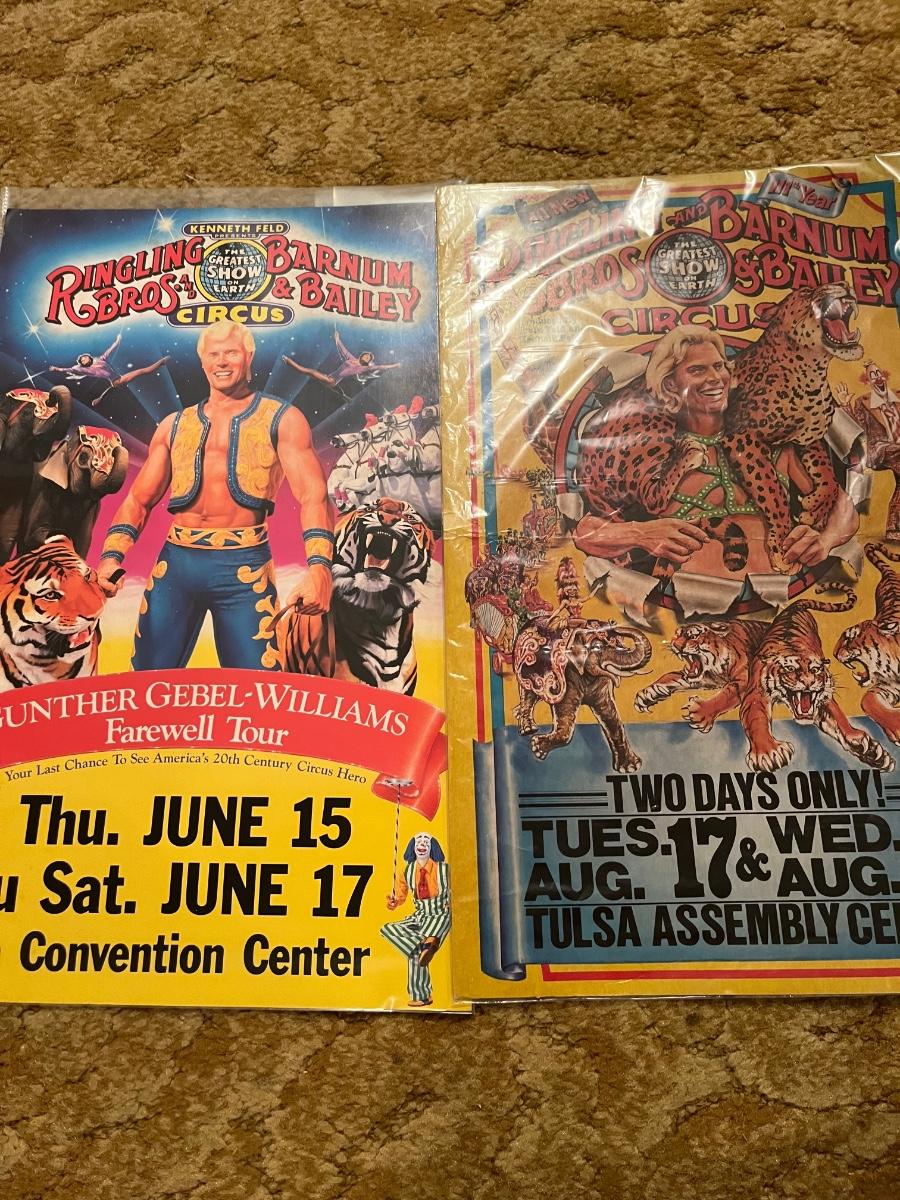 KENNETH FELD
PRESENTS
RINGLING BROS AND BARNUM & BAILEY
THE GREATEST SHOW ON EARTH
CIRCUS
GUNTHER GEBEL-WILLIAMS
Farewell Tour
Your Last Chance To See America's 20th Century Circus Hero
Thu. JUNE 15
u Sat. JUNE 17
Convention Center
All New
Year
RINGLING BROS AND BARNUM & BAILEY
THE GREATEST SHOW ON EARTH
CIRCUS
TWO DAYS ONLY!
TUES. 17 & WED.
AUG. AUG.
TULSA ASSEMBLY CE